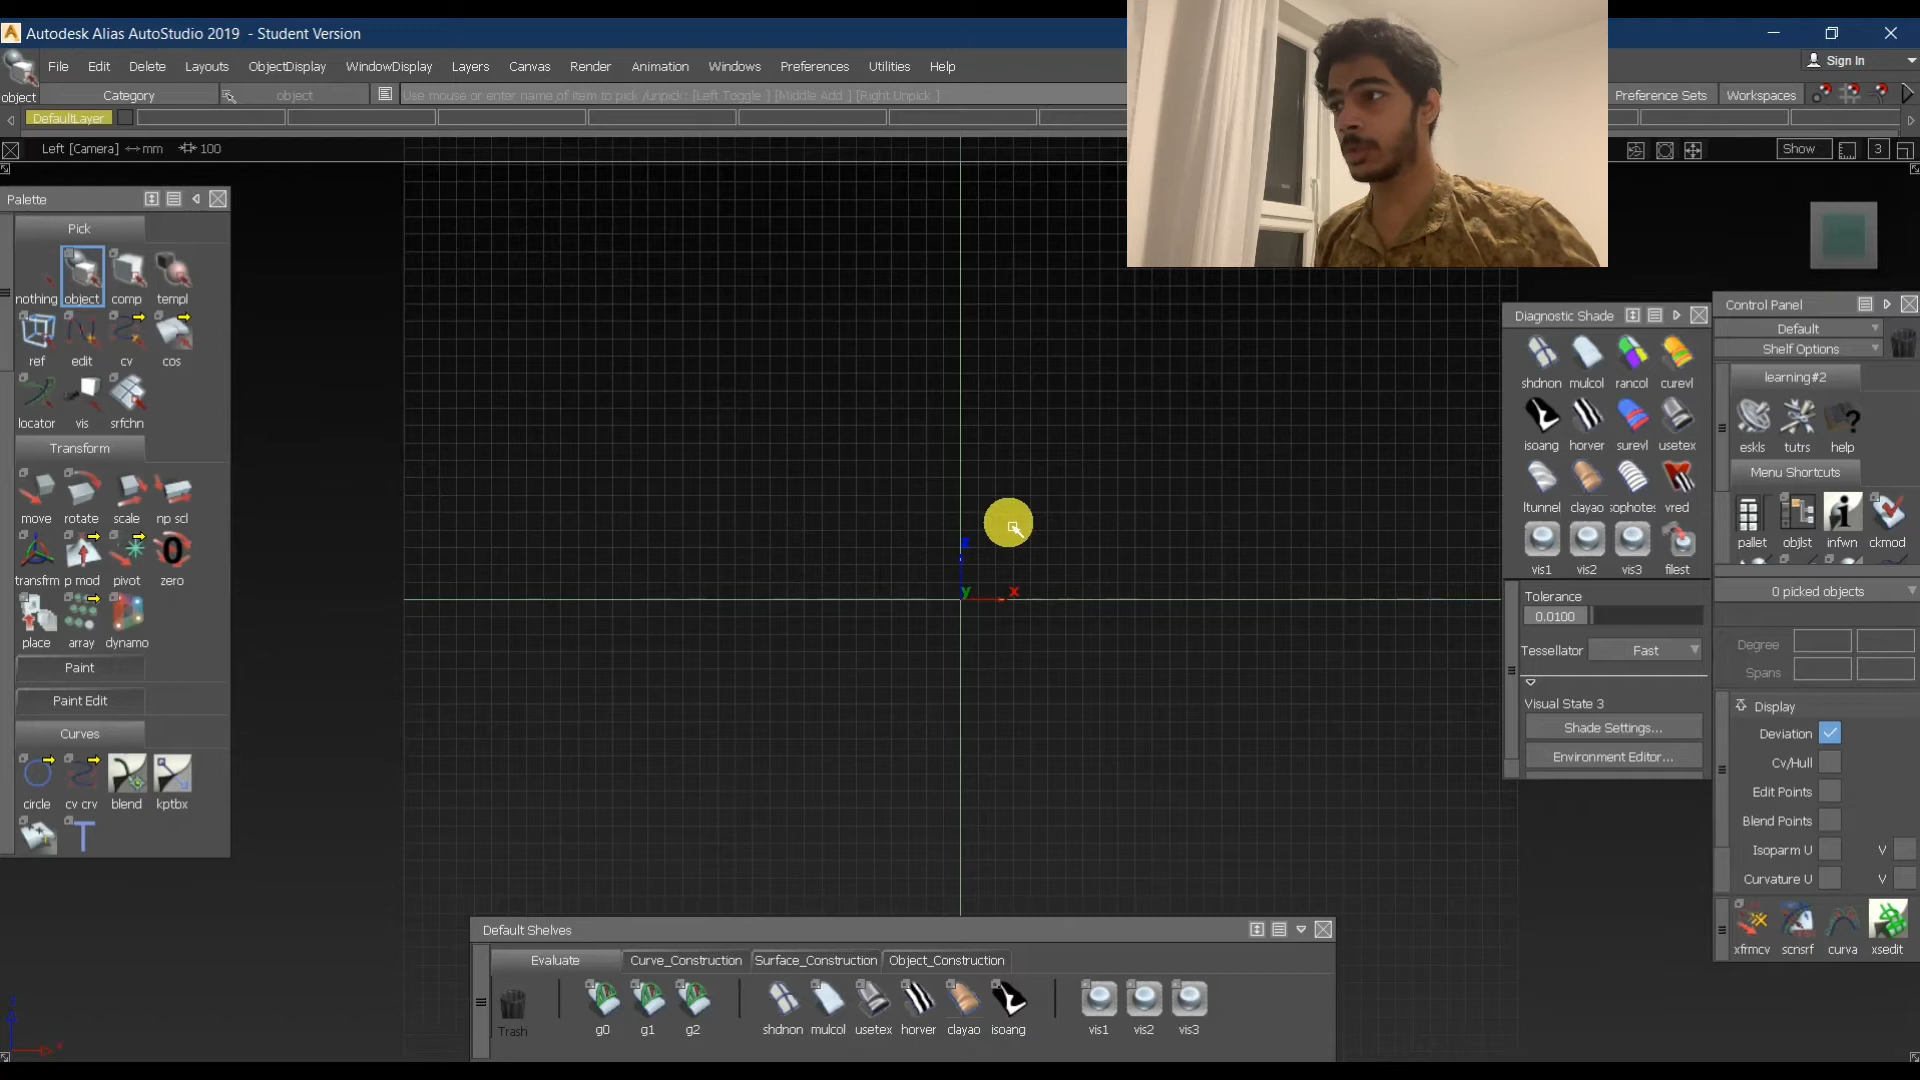 Autodesk Alias AutoStudio 2019 - Student Version
File Edit Delete Layouts ObjectDisplay WindowDisplay Layers Canvas Render Animation Windows Preferences Utilities Help
Sign In
object Category object Use mouse or enter name of item to pick /unpick: [Left Toggle ] [Middle Add ] [Right Unpick ]
Preference Sets Workspaces
DefaultLayer
Left [Camera] mm 100
Show 3
Palette
Pick
nothing object comp templ
ref edit cv cos
locator vis srfchn
Transform
move rotate scale np scl
transfrm p mod pivot zero
place array dynamo
Paint
Paint Edit
Curves
circle cv crv blend kptbx
z
y x
Diagnostic Shade
shdnon mulcol rancol curevl
isoang horver surevl usetex
ltunnel clayao sophotes vred
vis1 vis2 vis3 filest
Tolerance
0.0100
Tessellator Fast
Visual State 3
Shade Settings...
Environment Editor...
Control Panel
Default
Shelf Options
learning#2
eskls tutrs help
Menu Shortcuts
pallet objlst infwn ckmod
0 picked objects
Degree
Spans
Display
Deviation
Cv/Hull
Edit Points
Blend Points
Isoparm U V
Curvature U V
xfrmcv scnsrf curva xsedit
Default Shelves
Evaluate Curve_Construction Surface_Construction Object_Construction
Trash g0 g1 g2 shdnon mulcol usetex horver clayao isoang vis1 vis2 vis3